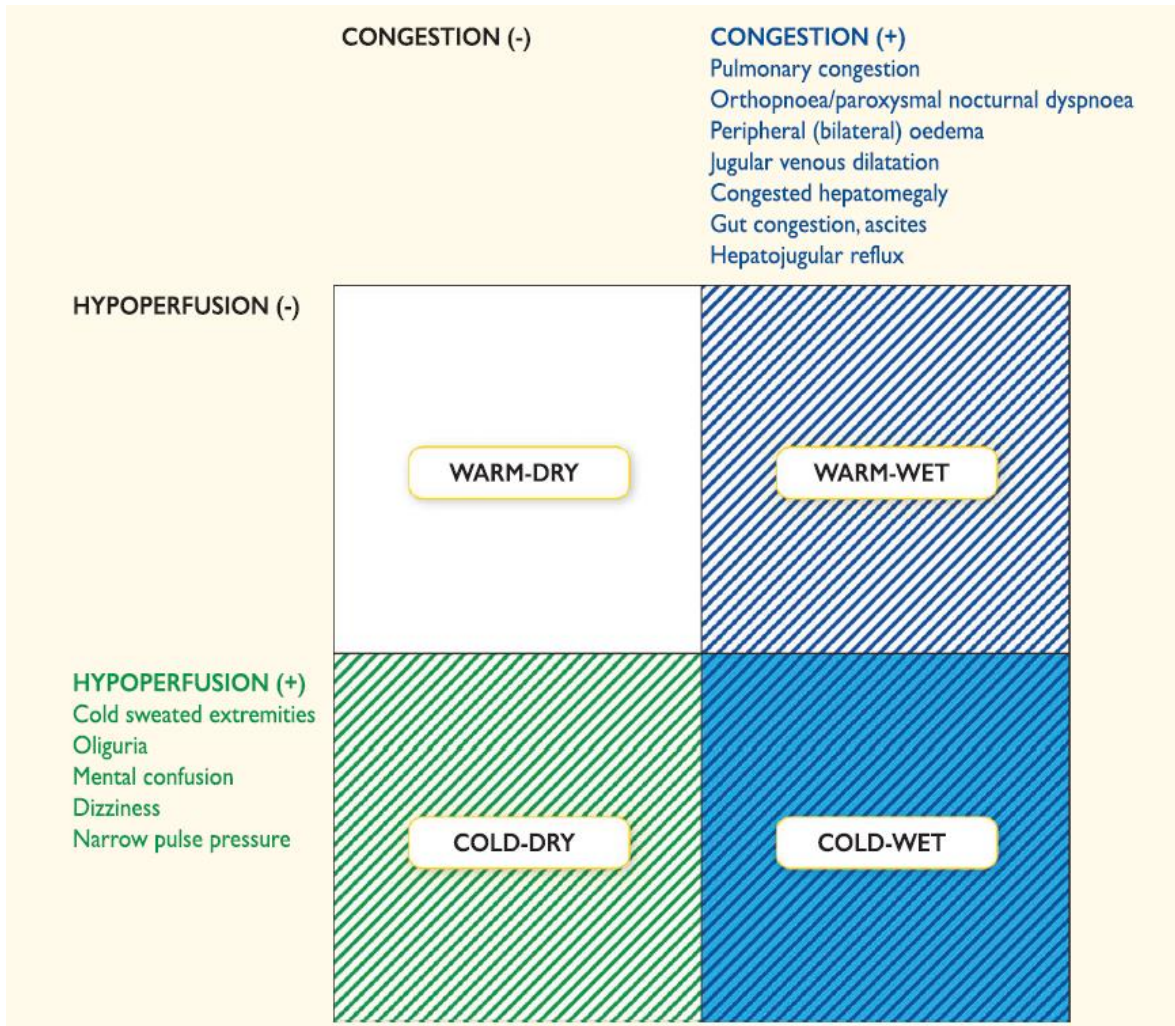 CONGESTION (-)
CONGESTION (+)
Pulmonary congestion
Orthopnoea/paroxysmal nocturnal dyspnoea
Peripheral (bilateral) oedema
Jugular venous dilatation
Congested hepatomegaly
Gut congestion, ascites
Hepatojugular reflux
HYPOPERFUSION (-)
WARM-DRY
WARM-WET
HYPOPERFUSION (+)
Cold sweated extremities
Oliguria
Mental confusion
Dizziness
Narrow pulse pressure
COLD-DRY
COLD-WET